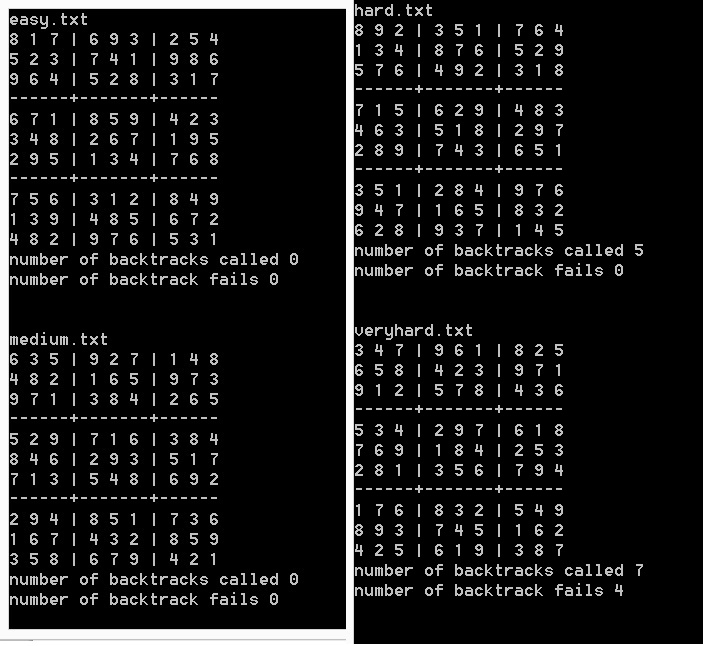 easy.txt
8 1 7 | 6 9 3 | 2 5 4
5 2 3 | 7 4 1 | 9 8 6
9 6 4 | 5 2 8 | 3 1 7
------+-------+------
6 7 1 | 8 5 9 | 4 2 3
3 4 8 | 2 6 7 | 1 9 5
2 9 5 | 1 3 4 | 7 6 8
------+-------+------
7 5 6 | 3 1 2 | 8 4 9
1 3 9 | 4 8 5 | 6 7 2
4 8 2 | 9 7 6 | 5 3 1
number of backtracks called 0
number of backtrack fails 0
medium.txt
6 3 5 | 9 2 7 | 1 4 8
4 8 2 | 1 6 5 | 9 7 3
9 7 1 | 3 8 4 | 2 6 5
------+-------+------
5 2 9 | 7 1 6 | 3 8 4
8 4 6 | 2 9 3 | 5 1 7
7 1 3 | 5 4 8 | 6 9 2
------+-------+------
2 9 4 | 8 5 1 | 7 3 6
1 6 7 | 4 3 2 | 8 5 9
3 5 8 | 6 7 9 | 4 2 1
number of backtracks called 0
number of backtrack fails 0
hard.txt
8 9 2 | 3 5 1 | 7 6 4
1 3 4 | 8 7 6 | 5 2 9
5 7 6 | 4 9 2 | 3 1 8
------+-------+------
7 1 5 | 6 2 9 | 4 8 3
4 6 3 | 5 1 8 | 2 9 7
2 8 9 | 7 4 3 | 6 5 1
------+-------+------
3 5 1 | 2 8 4 | 9 7 6
9 4 7 | 1 6 5 | 8 3 2
6 2 8 | 9 3 7 | 1 4 5
number of backtracks called 5
number of backtrack fails 0
veryhard.txt
3 4 7 | 9 6 1 | 8 2 5
6 5 8 | 4 2 3 | 9 7 1
9 1 2 | 5 7 8 | 4 3 6
------+-------+------
5 3 4 | 2 9 7 | 6 1 8
7 6 9 | 1 8 4 | 2 5 3
2 8 1 | 3 5 6 | 7 9 4
------+-------+------
1 7 6 | 8 3 2 | 5 4 9
8 9 3 | 7 4 5 | 1 6 2
4 2 5 | 6 1 9 | 3 8 7
number of backtracks called 7
number of backtrack fails 4